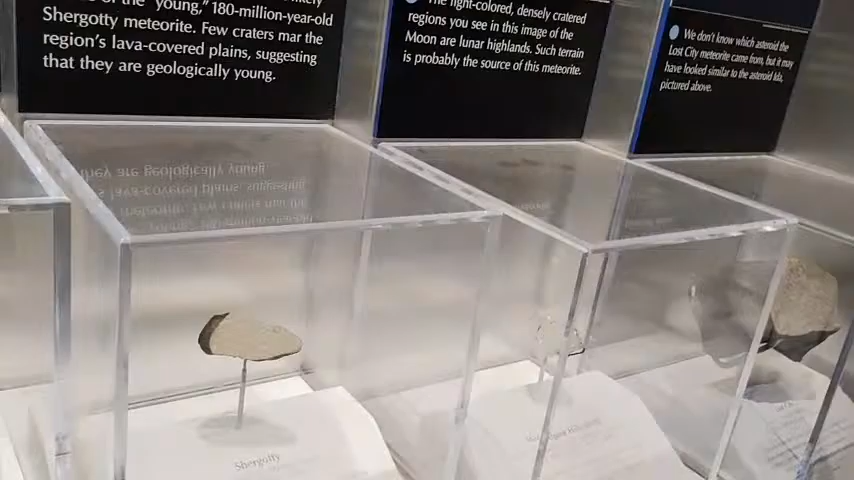 of the "young," 180-million-year-old
Shergotty meteorite. Few craters mar the
region's lava-covered plains, suggesting
that they are geologically young.
The light-colored, densely cratered
regions you see in this image of the
Moon are lunar highlands. Such terrain
is probably the source of this meteorite.
We don't know which asteroid the
Lost City meteorite came from, but it may
have looked similar to the asteroid Ida,
pictured above.
Shergotty